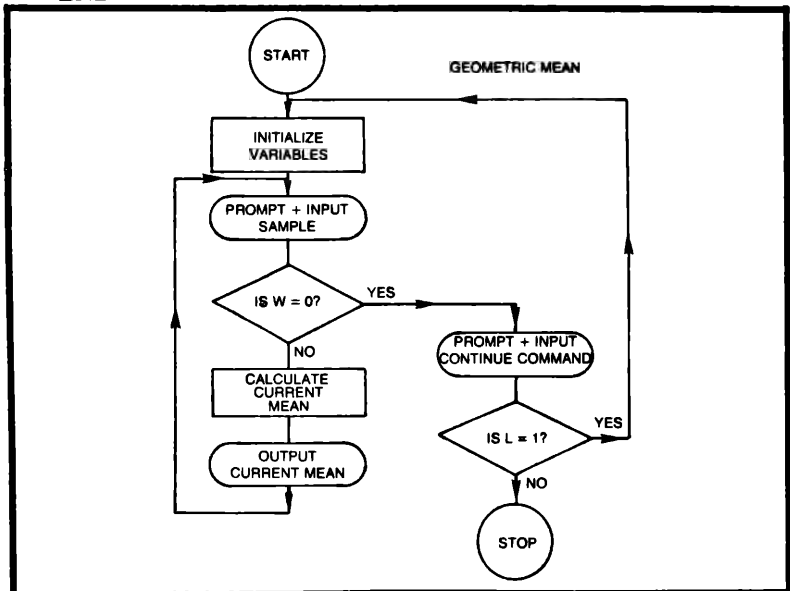 START
GEOMETRIC MEAN
INITIALIZE
VARIABLES
PROMPT + INPUT
SAMPLE
IS W = 0?
YES
NO
CALCULATE
CURRENT
MEAN
OUTPUT
CURRENT MEAN
PROMPT + INPUT
CONTINUE COMMAND
IS L = 1?
YES
NO
STOP